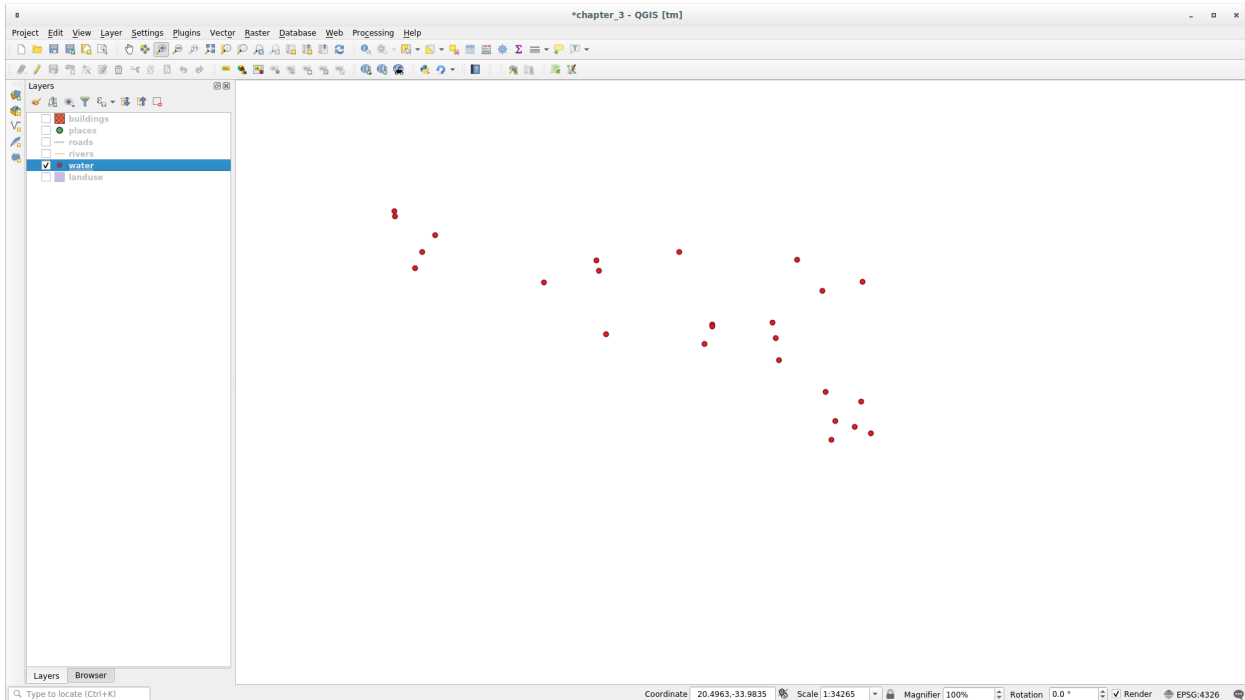 *chapter_3 - QGIS [tm]
Project Edit View Layer Settings Plugins Vector Raster Database Web Processing Help
Layers
buildings
places
roads
rivers
water
landuse
Layers Browser
Type to locate (Ctrl+K) Coordinate 20.4963,-33.9835 Scale 1:34265 Magnifier 100% Rotation 0.0 ° Render EPSG:4326